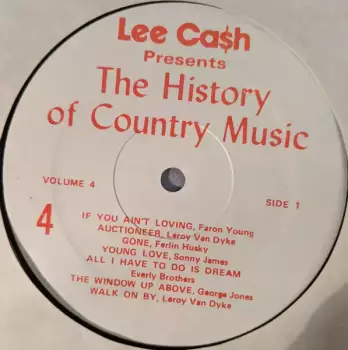 Lee Ca$h
Presents
The History
of Country Music
VOLUME 4
SIDE 1
4
IF YOU AIN'T LOVING, Faron Young
AUCTIONEER, Leroy Van Dyke
GONE, Ferlin Husky
YOUNG LOVE, Sonny James
ALL I HAVE TO DO IS DREAM
Everly Brothers
THE WINDOW UP ABOVE, George Jones
WALK ON BY, Leroy Van Dyke